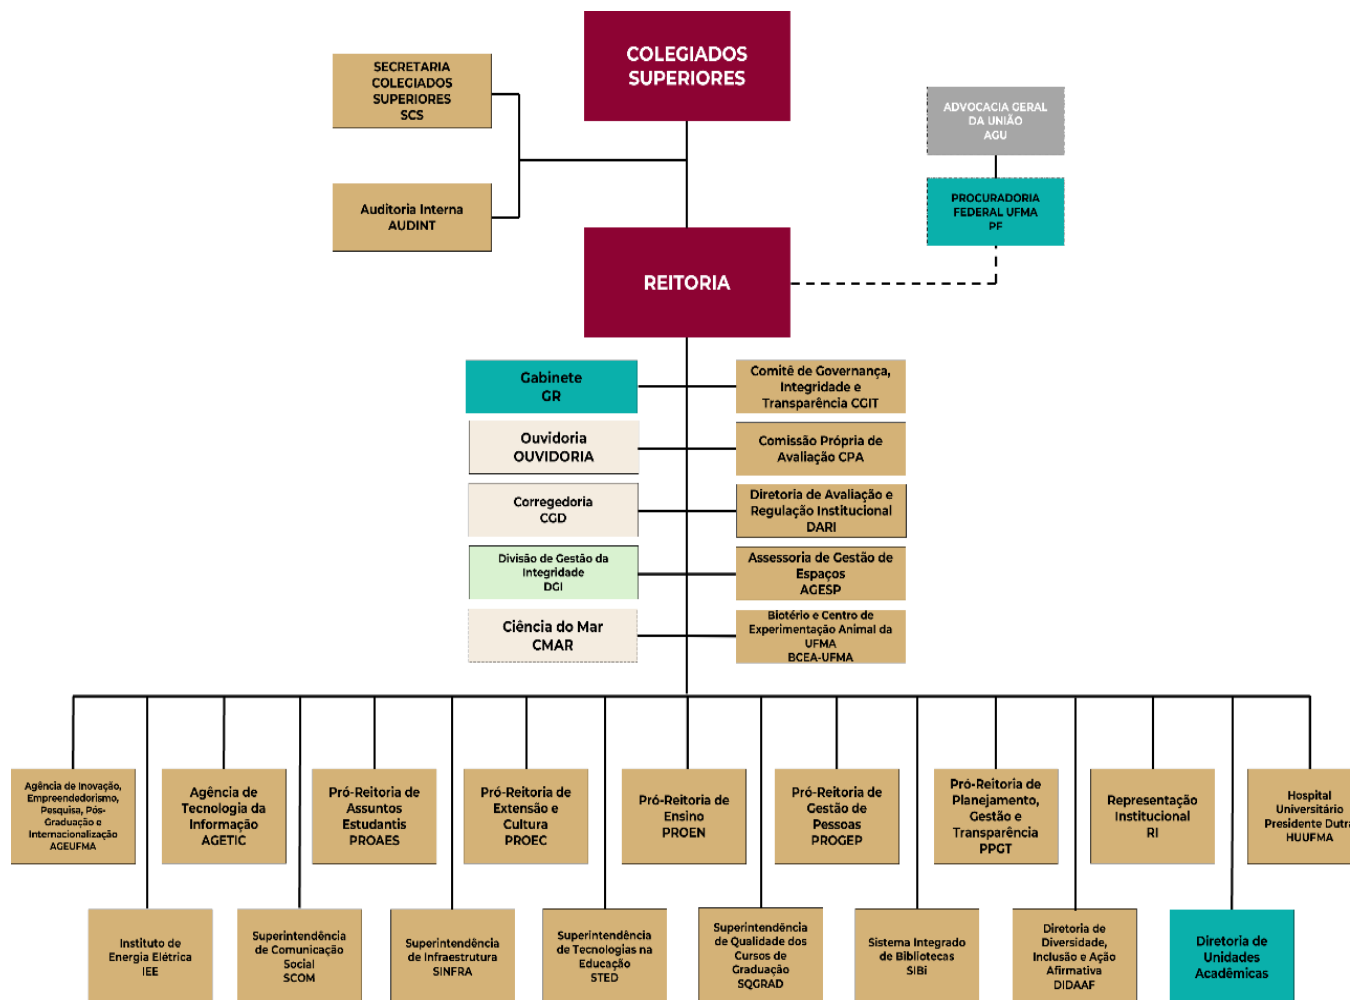 COLEGIADOS
SUPERIORES
SECRETARIA
COLEGIADOS
SUPERIORES
SCS
ADVOCACIA GERAL
DA UNIÃO
AGU
Auditoria Interna
AUDINT
PROCURADORIA
FEDERAL UFMA
PF
REITORIA
Gabinete
GR
Comitê de Governança,
Integridade e
Transparência CGIT
Ouvidoria
OUVIDORIA
Comissão Própria de
Avaliação CPA
Corregedoria
CGD
Diretoria de Avaliação e
Regulação Institucional
DARI
Divisão de Gestão da
Integridade
DGI
Assessoria de Gestão de
Espaços
AGESP
Ciência do Mar
CMAR
Biotério e Centro de
Experimentação Animal da
UFMA
BCEA-UFMA
Agência de Inovação,
Empreendedorismo,
Pesquisa, Pós-
Graduação e
Internacionalização
AGEUFMA
Agência de
Tecnologia da
Informação
AGETIC
Pró-Reitoria de
Assuntos
Estudantis
PROAES
Pró-Reitoria de
Extensão e
Cultura
PROEC
Pró-Reitoria de
Ensino
PROEN
Pró-Reitoria de
Gestão de
Pessoas
PROGEP
Pró-Reitoria de
Planejamento,
Gestão e
Transparência
PPGT
Representação
Institucional
RI
Hospital
Universitário
Presidente Dutra
HUUFMA
Instituto de
Energia Elétrica
IEE
Superintendência
de Comunicação
Social
SCOM
Superintendência
de Infraestrutura
SINFRA
Superintendência
de Tecnologias na
Educação
STED
Superintendência
de Qualidade dos
Cursos de
Graduação
SQGRAD
Sistema Integrado
de Bibliotecas
SIBi
Diretoria de
Diversidade,
Inclusão e Ação
Afirmativa
DIDAAF
Diretoria de
Unidades
Acadêmicas